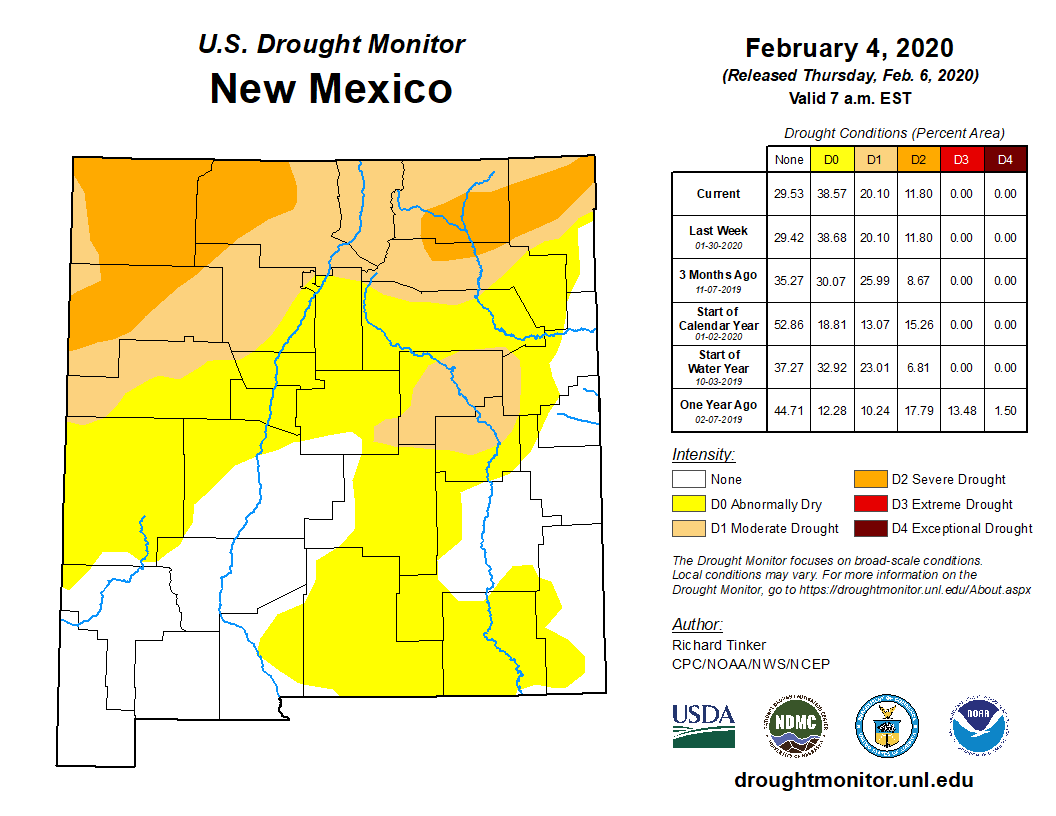 U.S. Drought Monitor
New Mexico
February 4, 2020
(Released Thursday, Feb. 6, 2020)
Valid 7 a.m. EST
Drought Conditions (Percent Area)
None D0 D1 D2 D3 D4
Current 29.53 38.57 20.10 11.80 0.00 0.00
Last Week
01-30-2020 29.42 38.68 20.10 11.80 0.00 0.00
3 Months Ago
11-07-2019 35.27 30.07 25.99 8.67 0.00 0.00
Start of
Calendar Year
01-02-2020 52.86 18.81 13.07 15.26 0.00 0.00
Start of
Water Year
10-03-2019 37.27 32.92 23.01 6.81 0.00 0.00
One Year Ago
02-07-2019 44.71 12.28 10.24 17.79 13.48 1.50
Intensity:
None
D0 Abnormally Dry
D1 Moderate Drought
D2 Severe Drought
D3 Extreme Drought
D4 Exceptional Drought
The Drought Monitor focuses on broad-scale conditions.
Local conditions may vary. For more information on the
Drought Monitor, go to https://droughtmonitor.unl.edu/About.aspx
Author:
Richard Tinker
CPC/NOAA/NWS/NCEP
USDA
NDMC
NOAA
droughtmonitor.unl.edu